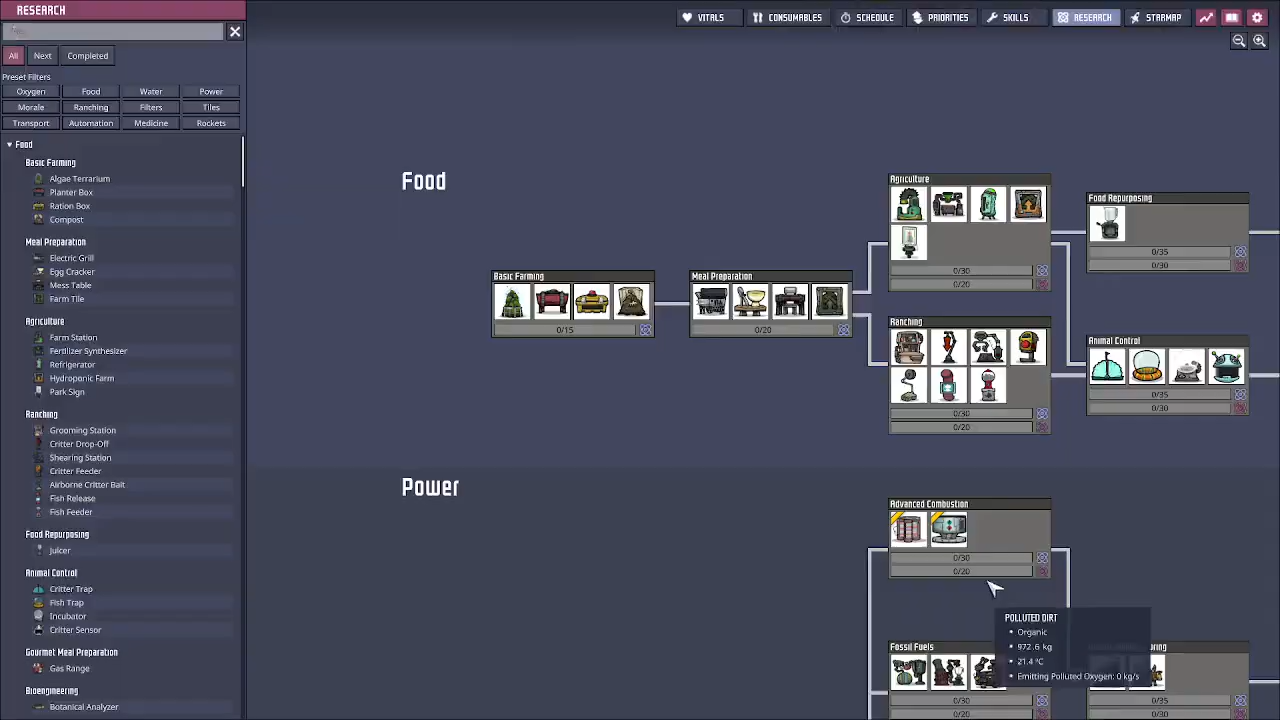 RESEARCH
VITALS
CONSUMABLES
SCHEDULE
PRIORITIES
SKILLS
RESEARCH
STARMAP
All
Next
Completed
Preset Filters
Oxygen
Food
Water
Power
Morale
Ranching
Filters
Tiles
Transport
Automation
Medicine
Rockets
Food
Basic Farming
Algae Terrarium
Planter Box
Ration Box
Compost
Meal Preparation
Electric Grill
Egg Cracker
Mess Table
Farm Tile
Agriculture
Farm Station
Fertilizer Synthesizer
Refrigerator
Hydroponic Farm
Park Sign
Ranching
Grooming Station
Critter Drop-Off
Shearing Station
Critter Feeder
Airborne Critter Bait
Fish Release
Fish Feeder
Food Repurposing
Juicer
Animal Control
Critter Trap
Fish Trap
Incubator
Critter Sensor
Gourmet Meal Preparation
Gas Range
Bioengineering
Botanical Analyzer
Food
Basic Farming
0/15
Meal Preparation
0/20
Agriculture
0/30
0/20
Food Repurposing
0/35
0/30
Ranching
0/30
0/20
Animal Control
0/35
0/30
Power
Advanced Combustion
0/30
0/20
Fossil Fuels
0/30
0/20
ring
0/35
0/30
POLLUTED DIRT
• Organic
• 972.6 kg
• 21.4 ºC
• Emitting Polluted Oxygen: 0 kg/s